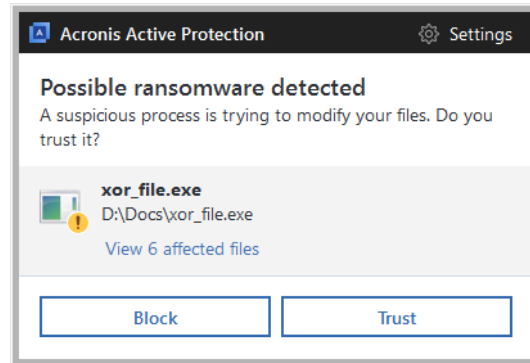 Acronis Active Protection
Settings
Possible ransomware detected
A suspicious process is trying to modify your files. Do you
trust it?
xor_file.exe
D:\Docs\xor_file.exe
View 6 affected files
Block
Trust